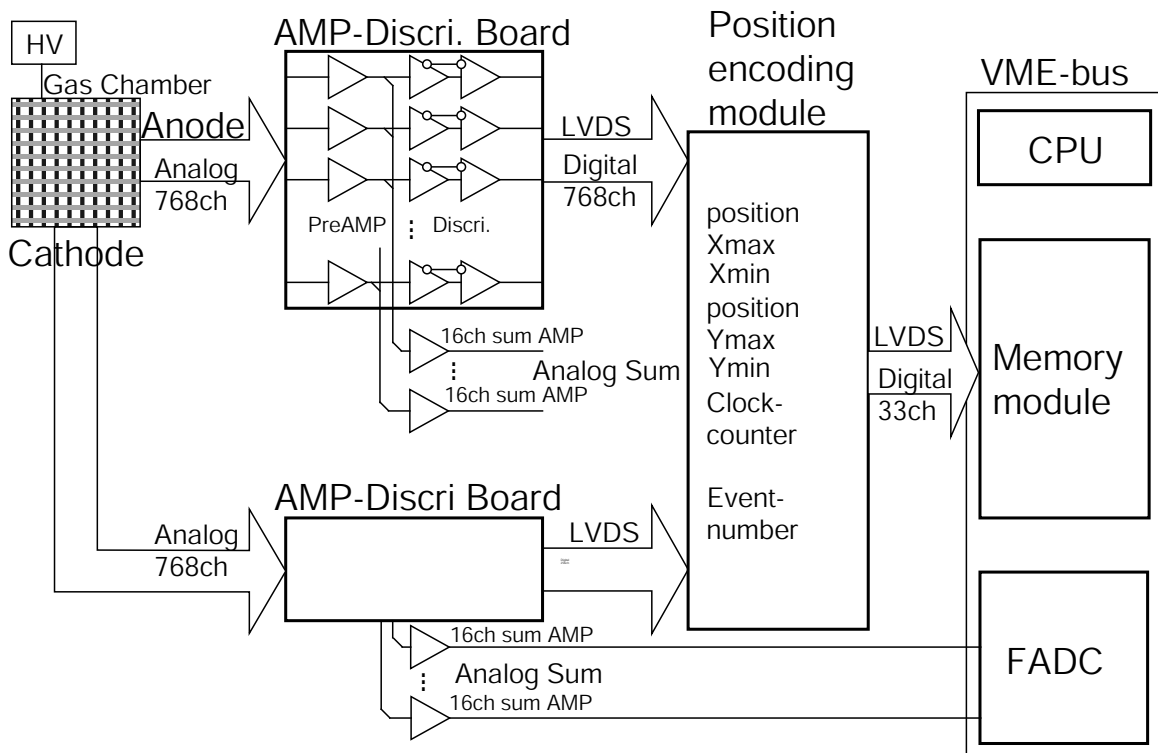 HV
Gas Chamber
Anode
Analog
768ch
Cathode
AMP-Discri. Board
PreAMP
Discri.
16ch sum AMP
Analog Sum
16ch sum AMP
LVDS
Digital
768ch
Position
encoding
module
position
Xmax
Xmin
position
Ymax
Ymin
Clock-
counter
Event-
number
LVDS
Digital
33ch
VME-bus
CPU
Memory
module
FADC
Analog
768ch
AMP-Discri Board
LVDS
16ch sum AMP
Analog Sum
16ch sum AMP